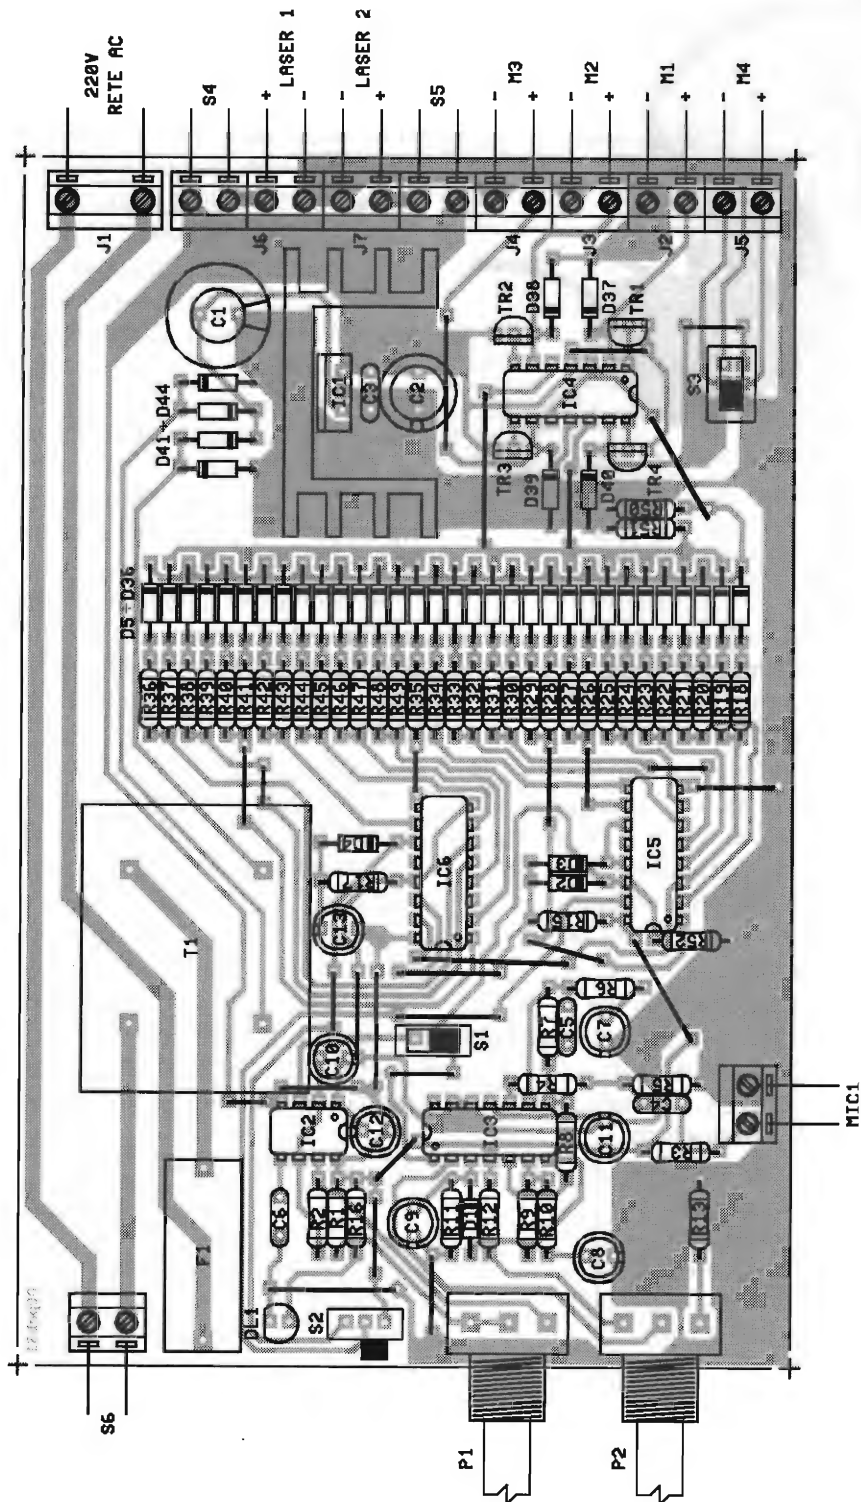 220V
RETE AC
S4
+
LASER 1
-
-
LASER 2
+
S5
-
M3
+
-
M2
+
-
M1
+
-
M4
+
J1
J6
J7
J4
J3
J2
J5
C1
D41÷D44
IC1
C3
C2
TR2
D38
D37
TR1
IC4
S3
TR3
D39
D40
TR4
R50
D5÷D36
R36
R37
R38
R39
R40
R41
R42
R43
R44
R45
R46
R47
R48
R49
R35
R34
R33
R32
R31
R30
R29
R28
R27
R26
R25
R24
R23
R22
R21
R20
R19
R18
T1
D4
R17
C13
IC6
D3
D2
R15
IC5
R52
C10
S1
R7
C5
R6
C7
IC2
C12
IC3
R4
R8
C11
R5
R3
MIC1
C6
R2
R1
R16
C9
R11
D1
R12
R9
R10
C8
R13
F1
DL1
S2
S6
P1
P2